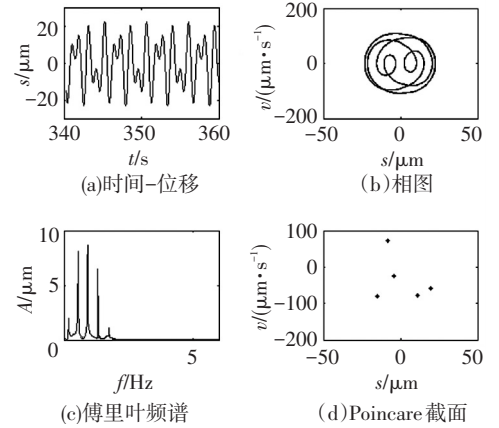 20
0
−20
s/μm
340
350
360
t/s
(a)时间-位移
200
0
−200
v/(μm·s⁻¹)
−50
0
50
s/μm
(b)相图
10
5
0
A/μm
5
f/Hz
(c)傅里叶频谱
100
0
−100
−200
v/(μm·s⁻¹)
−50
0
50
s/μm
(d)Poincare截面